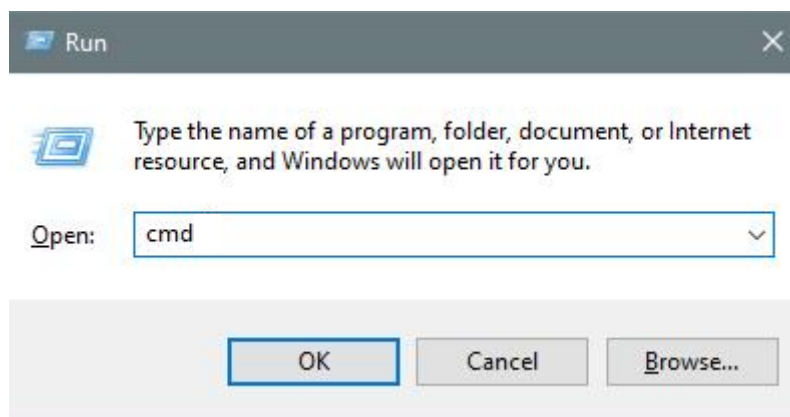 Run
Type the name of a program, folder, document, or Internet
resource, and Windows will open it for you.
Open: cmd
OK Cancel Browse...